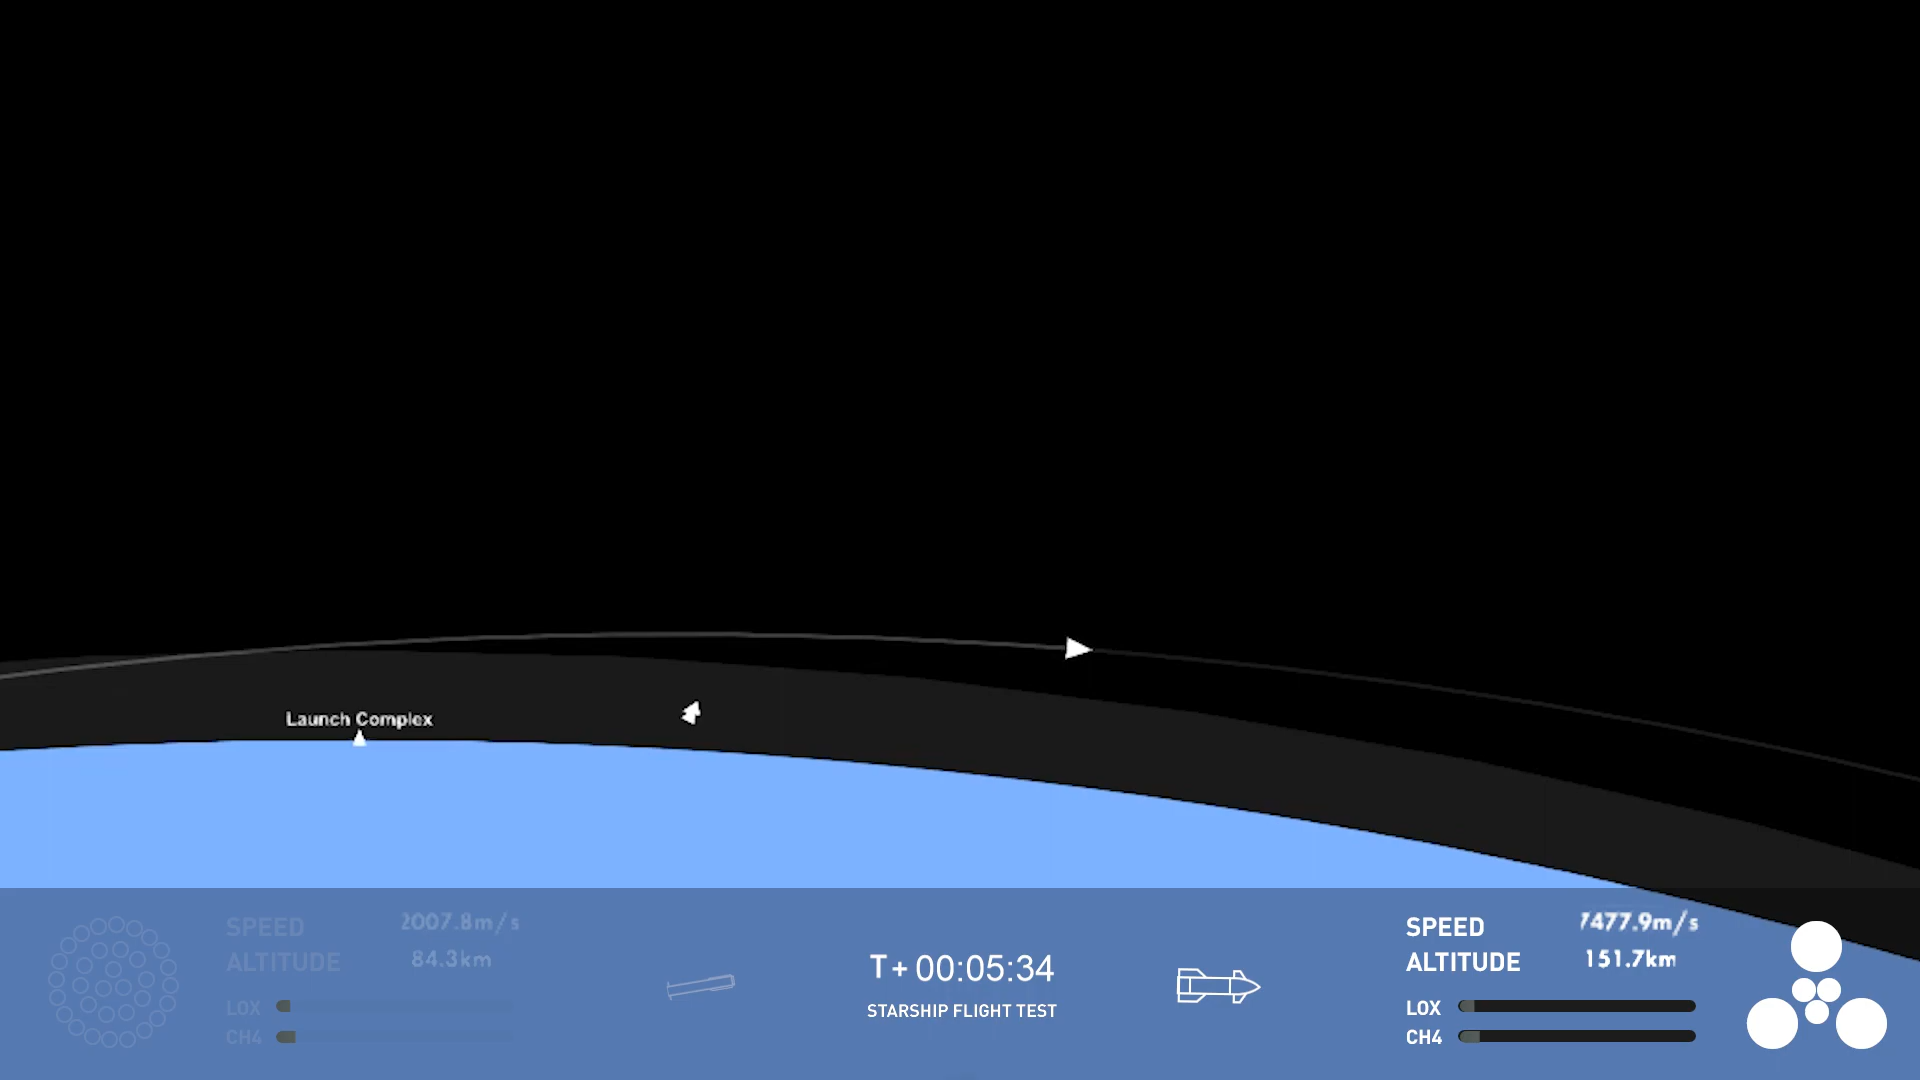 Launch Complex
SPEED 2007.8m/s
ALTITUDE 84.3km
LOX
CH4
T+00:05:34
STARSHIP FLIGHT TEST
SPEED 7477.9m/s
ALTITUDE 151.7km
LOX
CH4